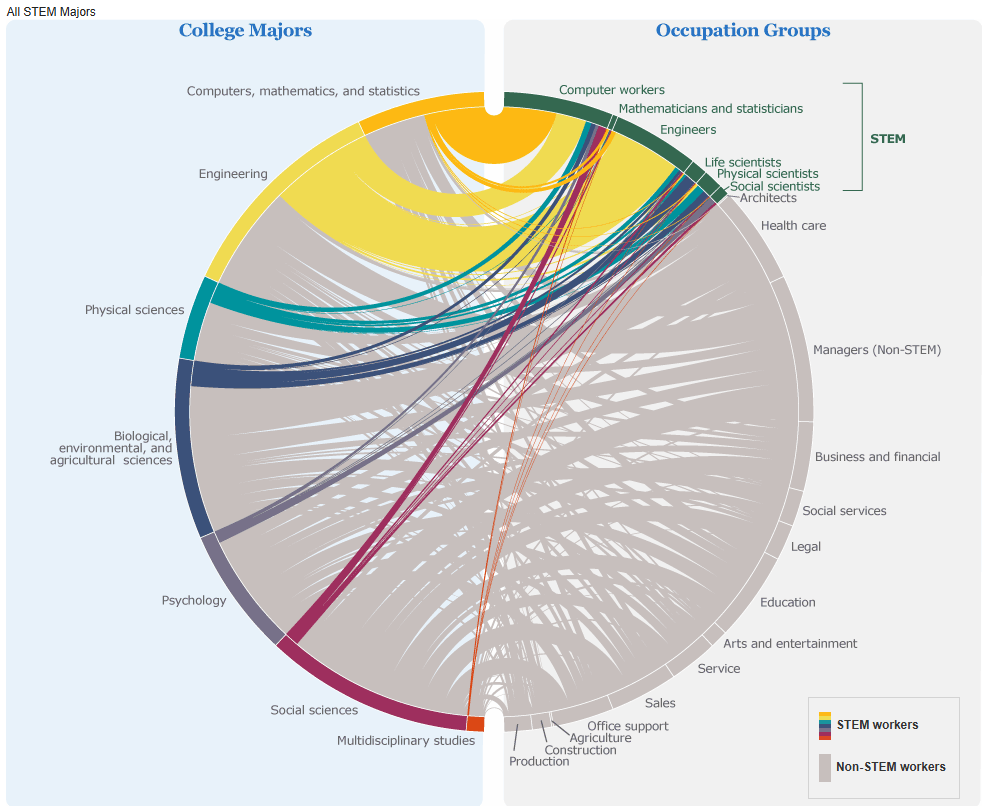 All STEM Majors
College Majors
Occupation Groups
Computers, mathematics, and statistics
Engineering
Physical sciences
Biological,
environmental, and
agricultural sciences
Psychology
Social sciences
Multidisciplinary studies
Computer workers
Mathematicians and statisticians
Engineers
Life scientists
Physical scientists
Social scientists
Architects
STEM
Health care
Managers (Non-STEM)
Business and financial
Social services
Legal
Education
Arts and entertainment
Service
Sales
Office support
Agriculture
Construction
Production
STEM workers
Non-STEM workers